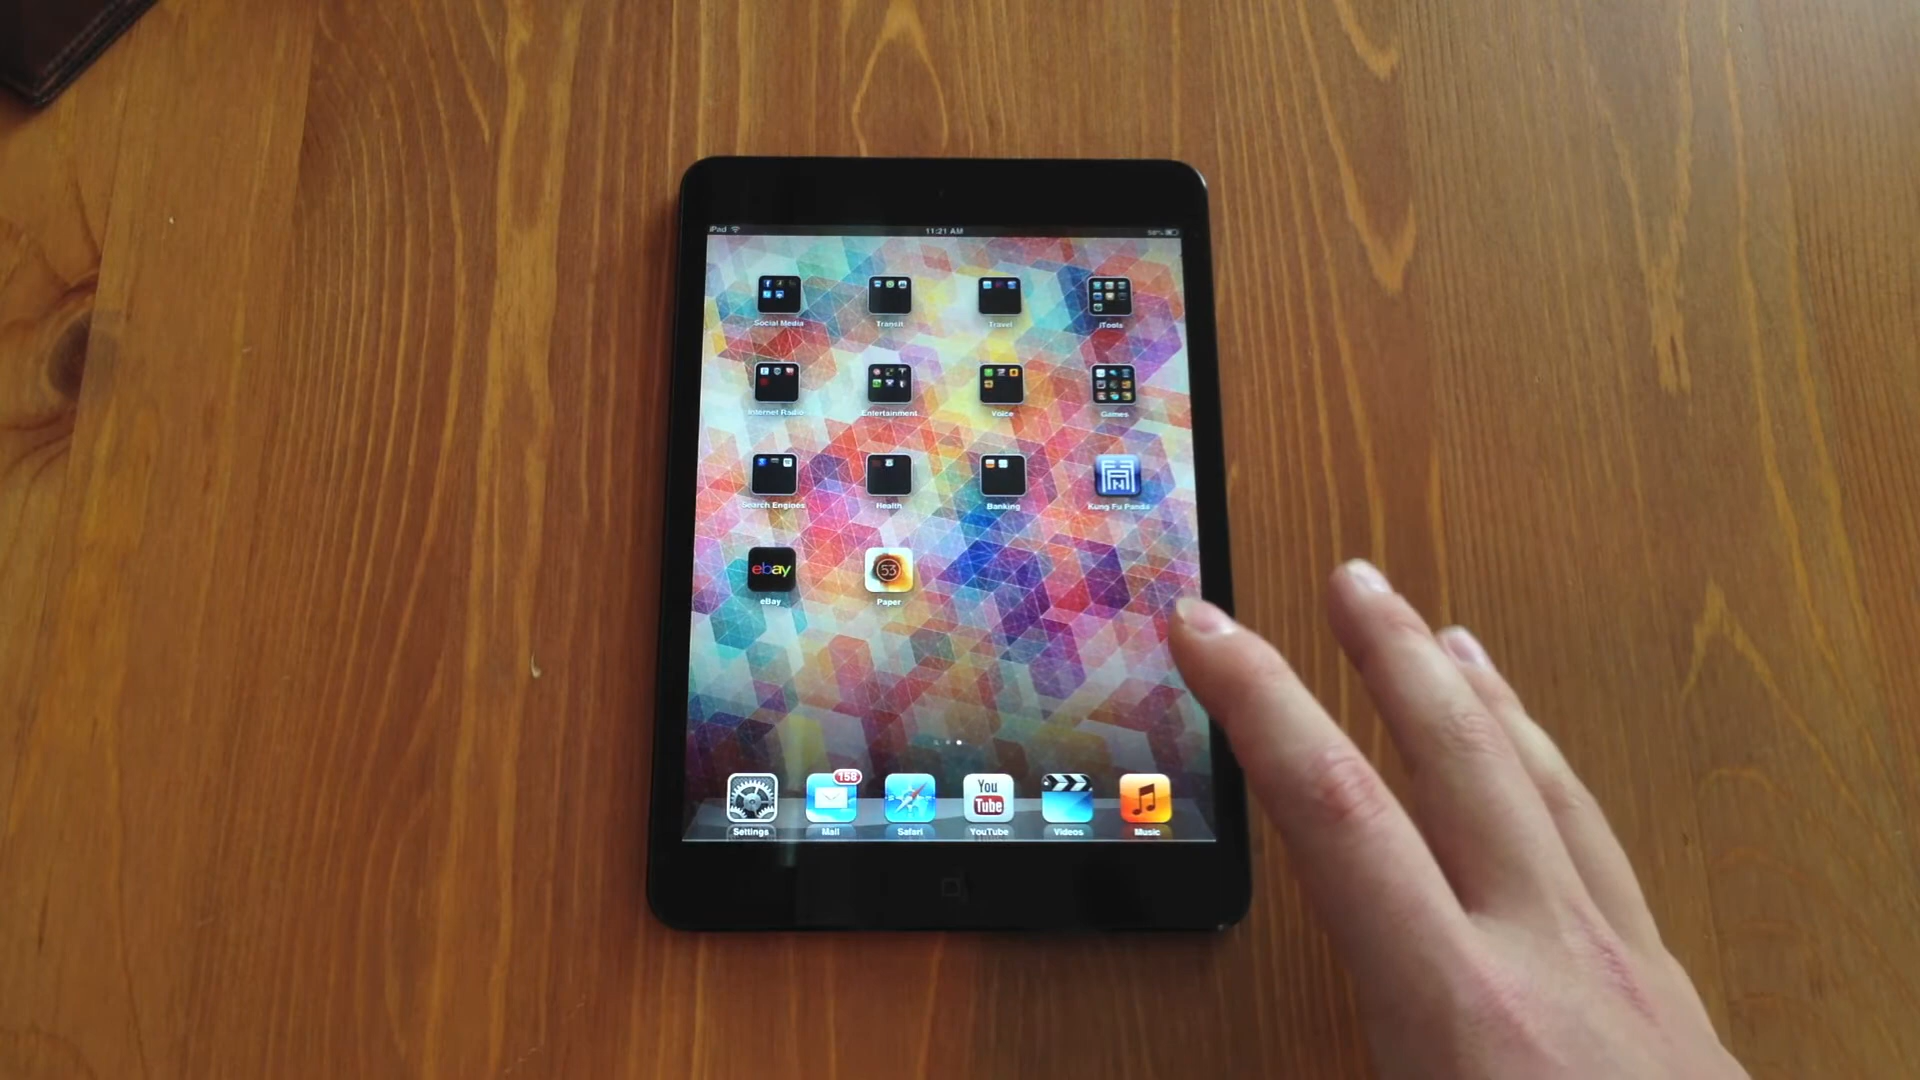 iPad 11:21 AM 58%
Social Media Transit Travel iTools
Internet Radio Entertainment Voice Games
Search Engines Health Banking Kung Fu Panda
ebay 53
eBay Paper
158
You
Tube
Settings Mail Safari YouTube Videos Music